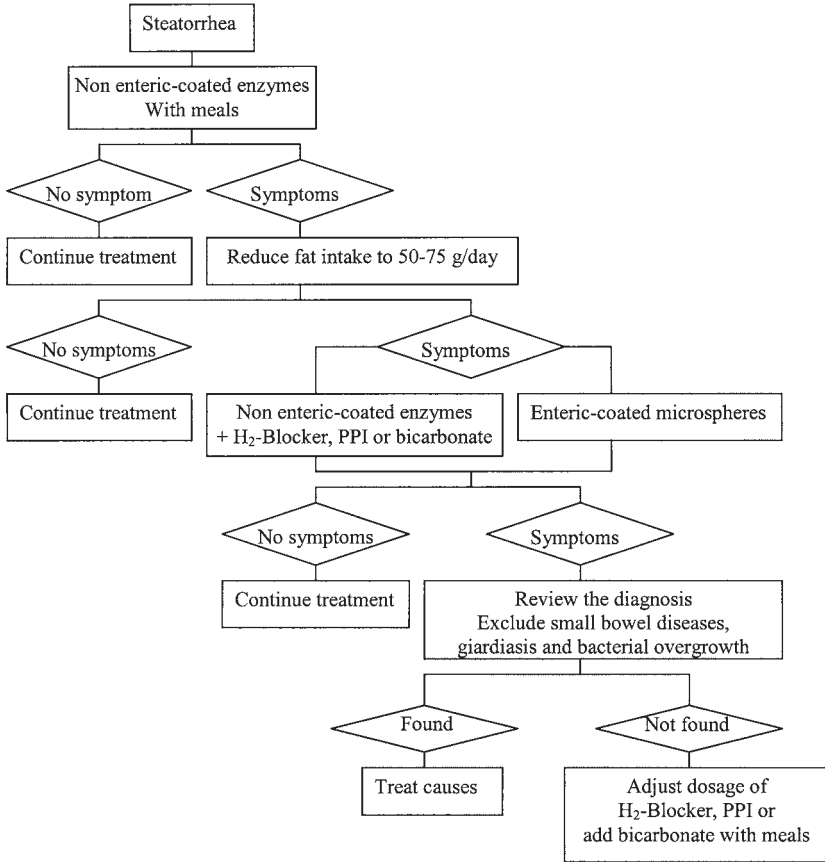 Steatorrhea
Non enteric-coated enzymes
With meals
No symptom
Symptoms
Continue treatment
Reduce fat intake to 50-75 g/day
No symptoms
Symptoms
Continue treatment
Non enteric-coated enzymes
+ H₂-Blocker, PPI or bicarbonate
Enteric-coated microspheres
No symptoms
Symptoms
Continue treatment
Review the diagnosis
Exclude small bowel diseases,
giardiasis and bacterial overgrowth
Found
Not found
Treat causes
Adjust dosage of
H₂-Blocker, PPI or
add bicarbonate with meals